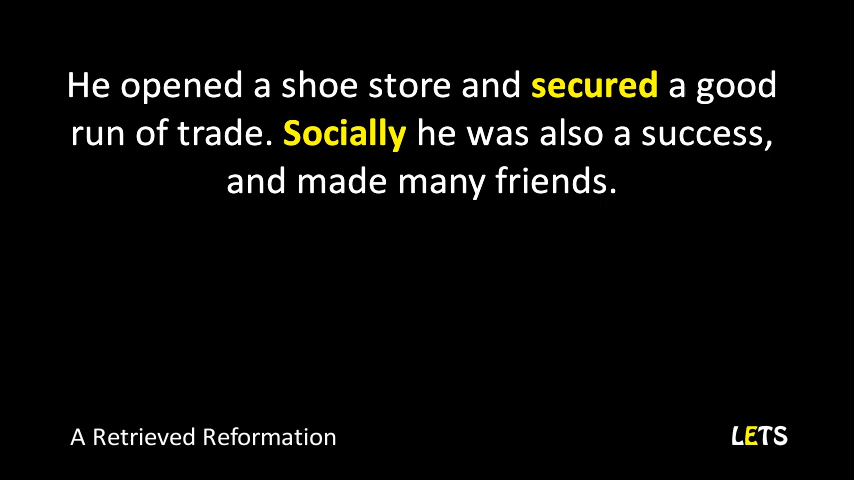 He opened a shoe store and secured a good
run of trade. Socially he was also a success,
and made many friends.
A Retrieved Reformation
LETS